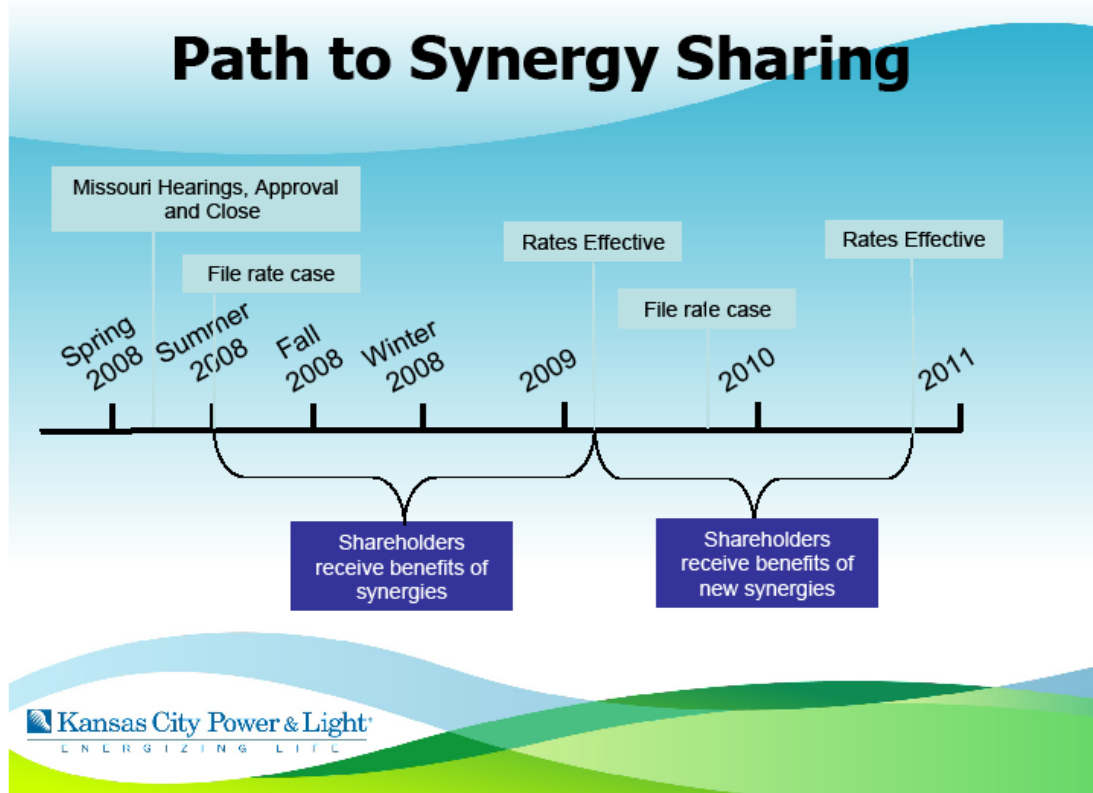 Path to Synergy Sharing
Missouri Hearings, Approval
and Close
File rate case
Rates Effective
File rate case
Rates Effective
Spring
2008
Summer
2008
Fall
2008
Winter
2008
2009
2010
2011
Shareholders
receive benefits of
synergies
Shareholders
receive benefits of
new synergies
Kansas City Power & Light
ENERGIZING LIFE